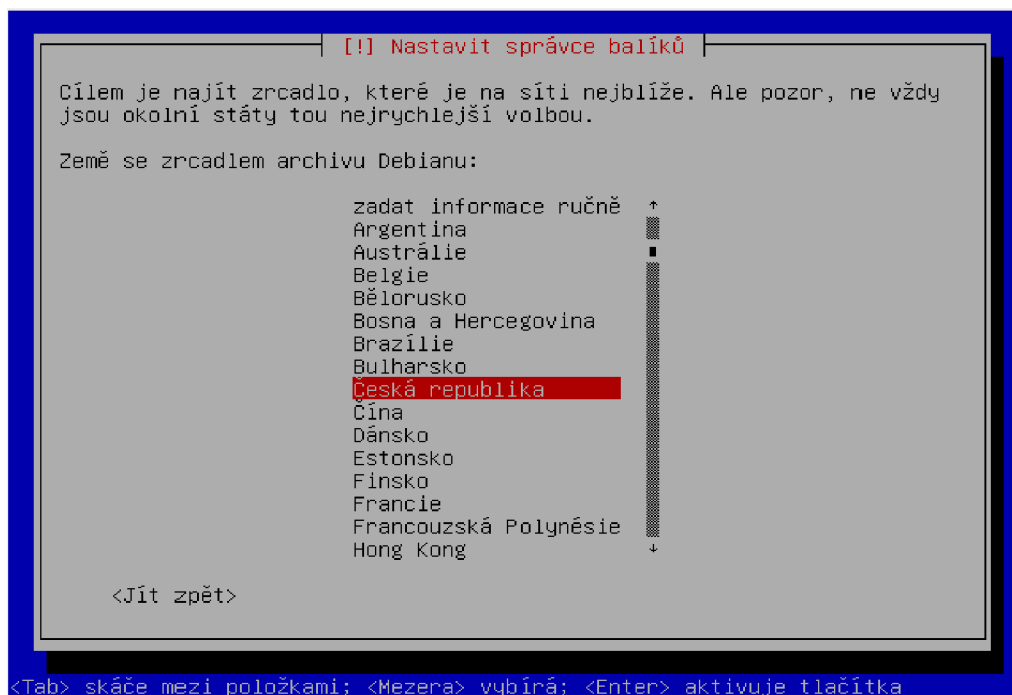 [!] Nastavit správce balíků
Cílem je najít zrcadlo, které je na síti nejblíže. Ale pozor, ne vždy
jsou okolní státy tou nejrychlejší volbou.
Země se zrcadlem archivu Debianu:
zadat informace ručně
Argentina
Austrálie
Belgie
Bělorusko
Bosna a Hercegovina
Brazílie
Bulharsko
Česká republika
Čína
Dánsko
Estonsko
Finsko
Francie
Francouzská Polynésie
Hong Kong
<Jít zpět>
<Tab> skáče mezi položkami; <Mezera> vybírá; <Enter> aktivuje tlačítka